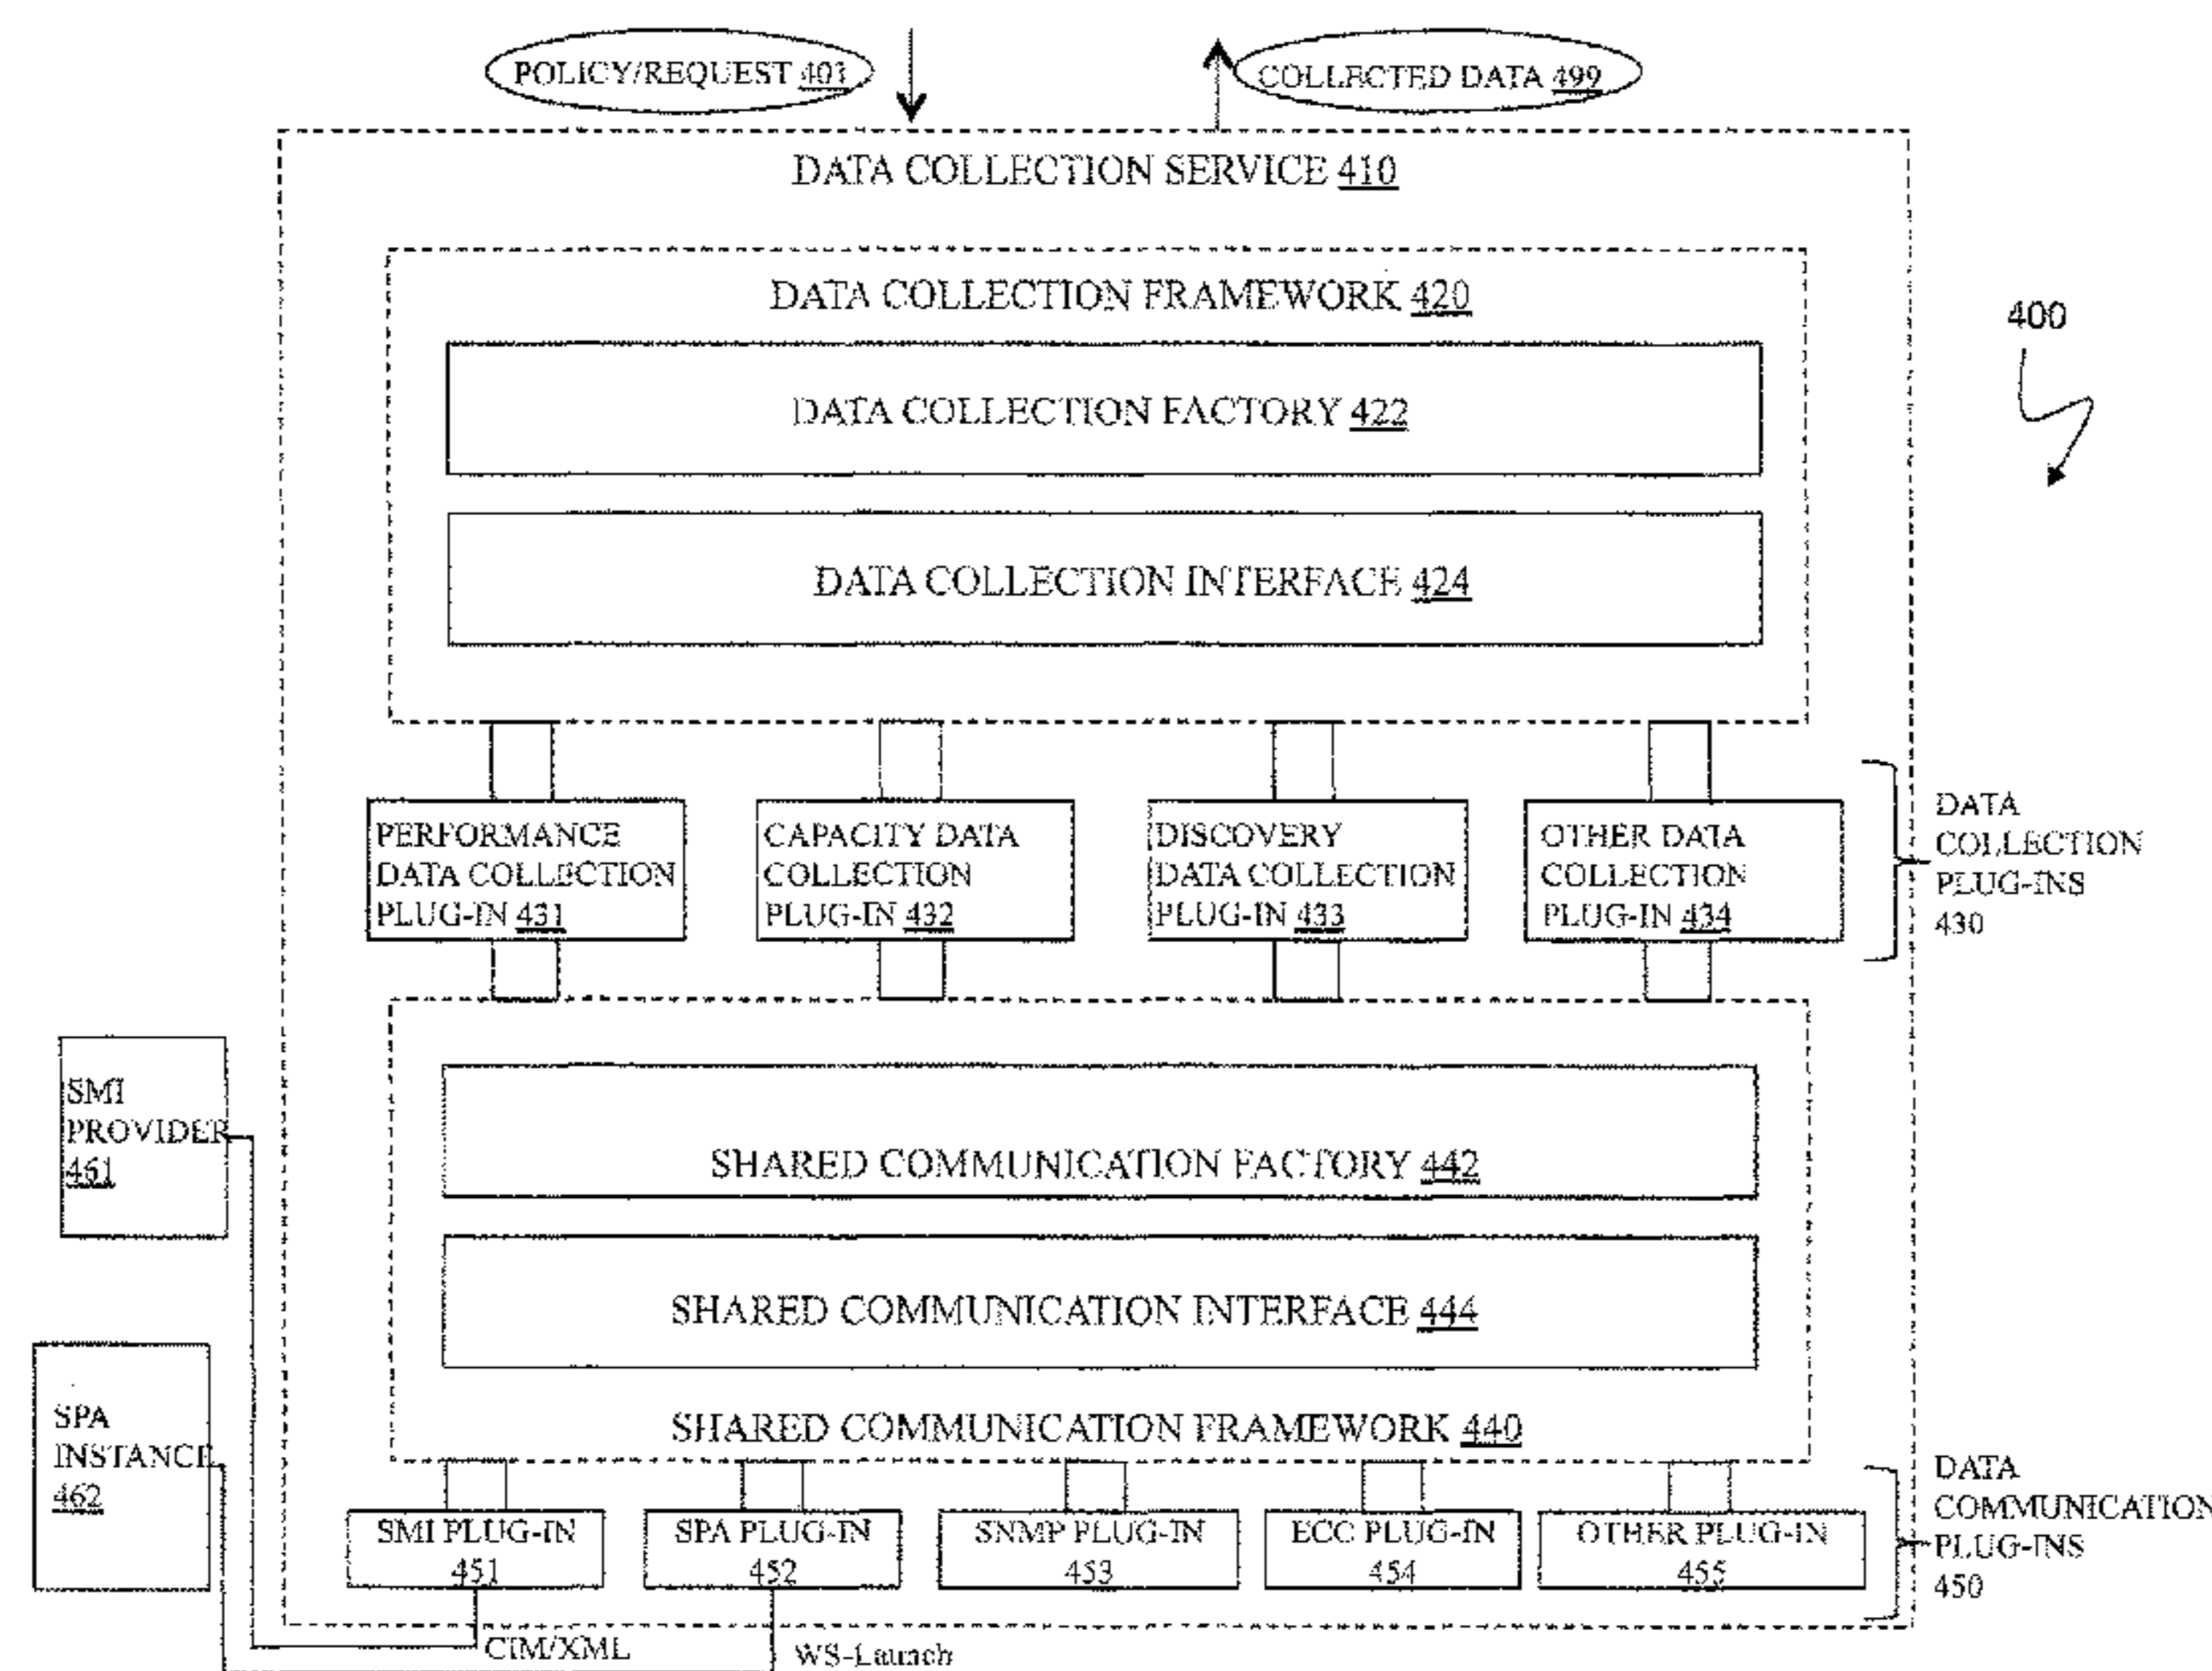 POLICY/REQUEST 401
COLLECTED DATA 499
DATA COLLECTION SERVICE 410
DATA COLLECTION FRAMEWORK 420
400
DATA COLLECTION FACTORY 422
DATA COLLECTION INTERFACE 424
PERFORMANCE
DATA COLLECTION
PLUG-IN 431
CAPACITY DATA
COLLECTION
PLUG-IN 432
DISCOVERY
DATA COLLECTION
PLUG-IN 433
OTHER DATA
COLLECTION
PLUG-IN 434
DATA
COLLECTION
PLUG-INS
430
SMI
PROVIDER
461
SHARED COMMUNICATION FACTORY 442
SHARED COMMUNICATION INTERFACE 444
SPA
INSTANCE
462
SHARED COMMUNICATION FRAMEWORK 440
SMI PLUG-IN
451
SPA PLUG-IN
452
SNMP PLUG-IN
453
ECC PLUG-IN
454
OTHER PLUG-IN
455
DATA
COMMUNICATION
PLUG-INS
450
CIM/XML
WS-Launch